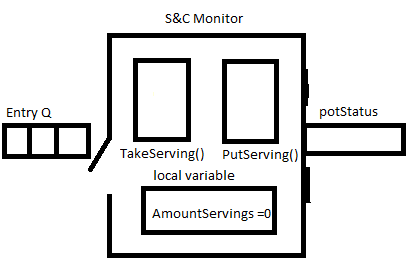 S&C Monitor
Entry Q
potStatus
TakeServing()
PutServing()
local variable
AmountServings =0